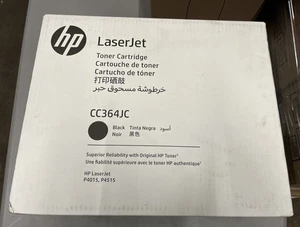 hp
LaserJet
Toner Cartridge
Cartouche de toner
Cartucho de tóner
打印硒鼓
خرطوشة مسحوق حبر
CC364JC
Black Tinta Negra أسود
Noir 黑色
Superior Reliability with Original HP Toner
Une fiabilité supérieure avec le toner HP authentique
HP LaserJet
P4015, P4515